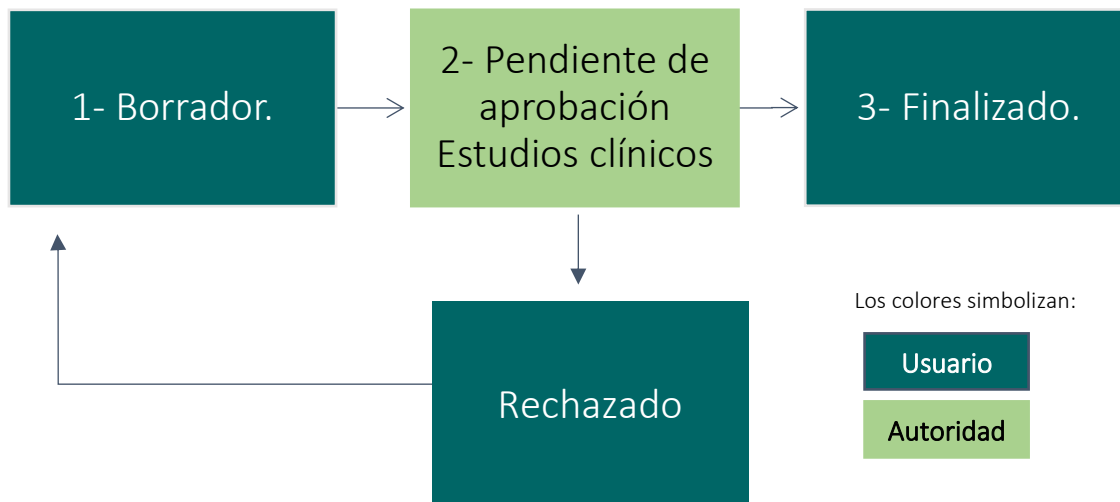 1- Borrador.
2- Pendiente de
aprobación
Estudios clínicos
3- Finalizado.
Rechazado
Los colores simbolizan:
Usuario
Autoridad